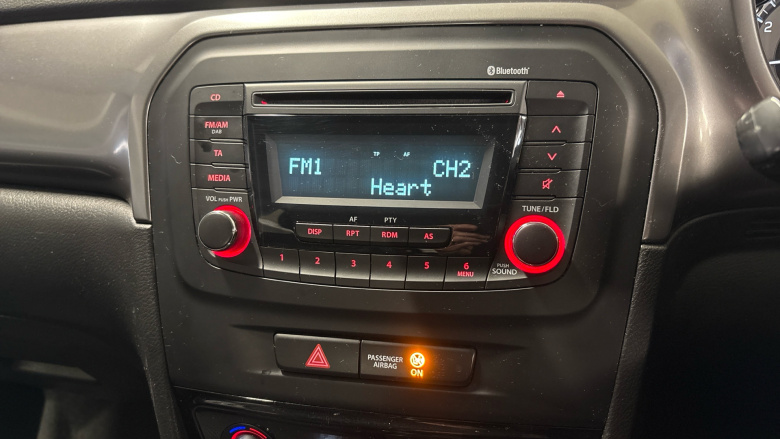 2
Bluetooth®
CD
FM/AM
DAB
TA
MEDIA
VOL PUSH PWR
TP AF
FM1 CH2
Heart
AF PTY
DISP RPT RDM AS
1 2 3 4 5 6
MENU
TUNE/FLD
PUSH
SOUND
PASSENGER
AIRBAG
ON